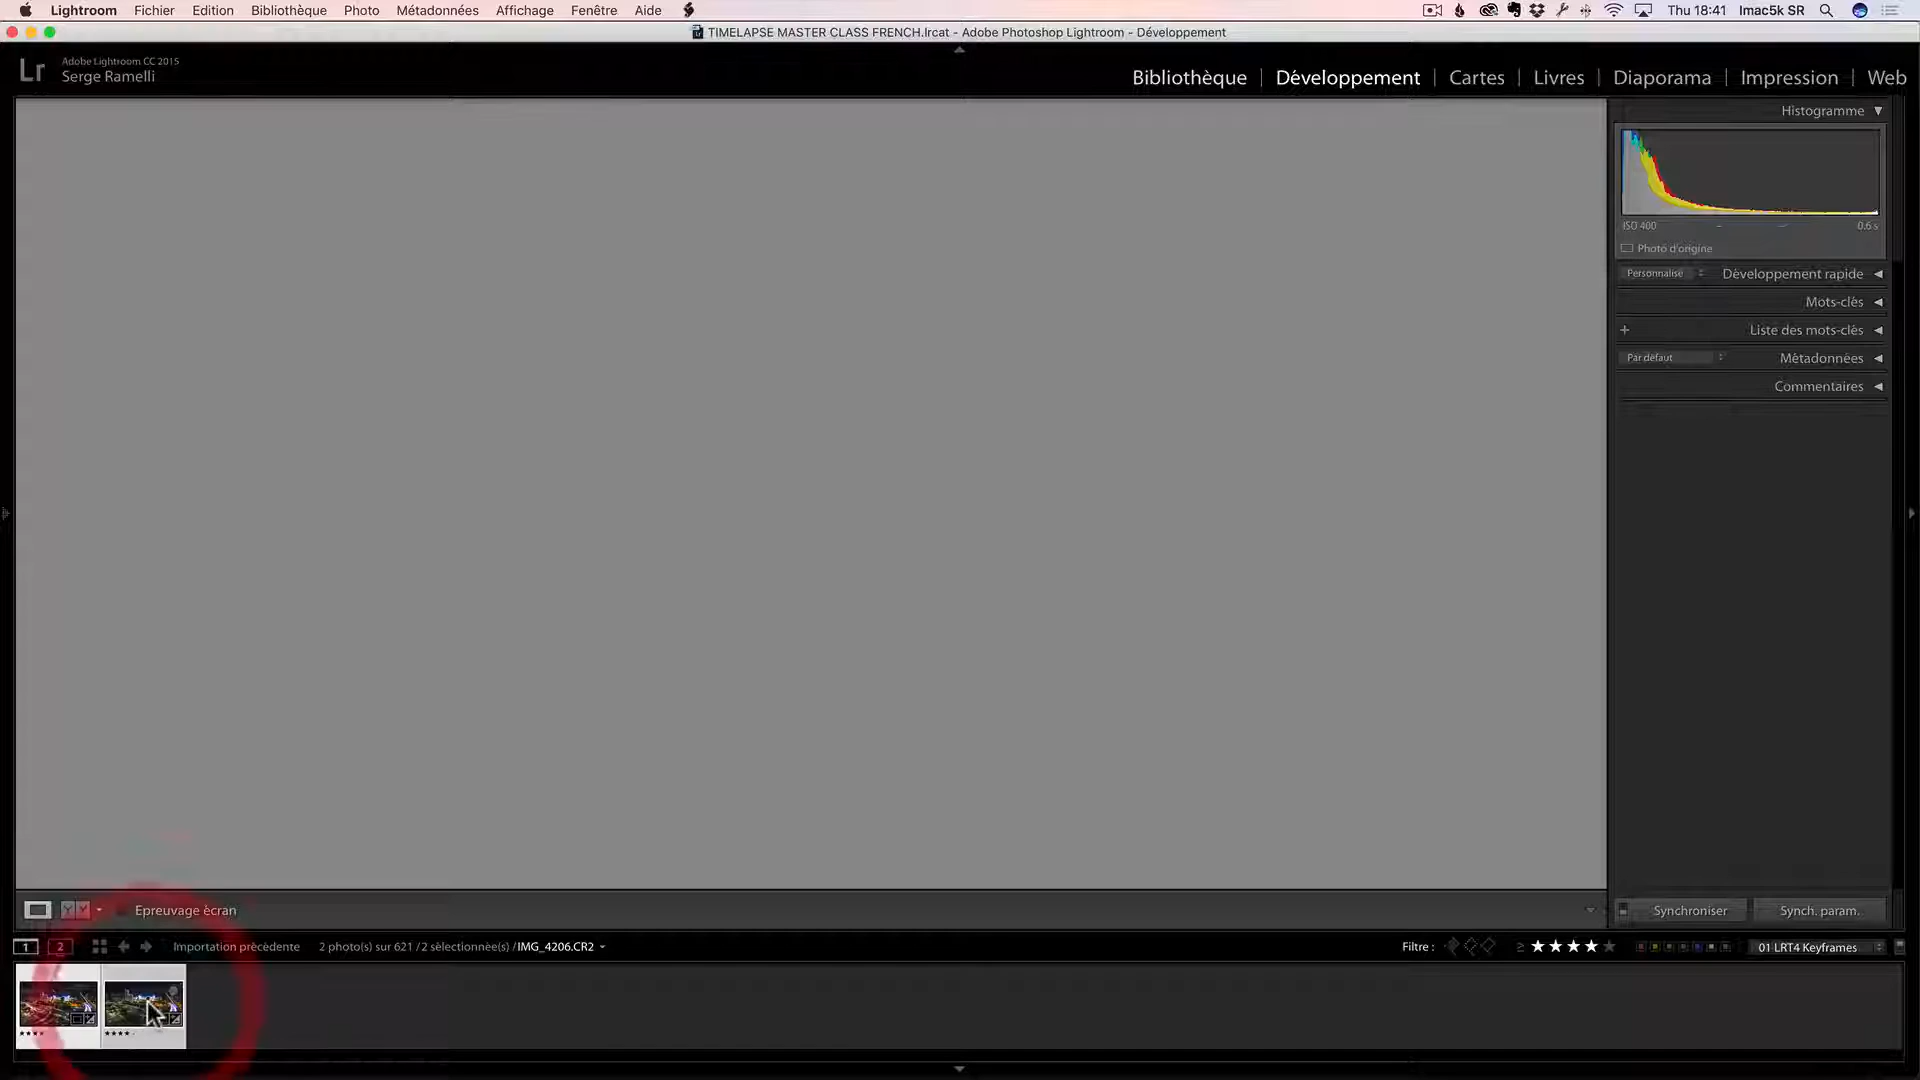 Lightroom Fichier Edition Bibliothèque Photo Métadonnées Affichage Fenêtre Aide Thu 18:41 Imac5k SR
TIMELAPSE MASTER CLASS FRENCH.lrcat - Adobe Photoshop Lightroom - Développement
Lr
Adobe Lightroom CC 2015
Serge Ramelli
Bibliothèque | Développement | Cartes | Livres | Diaporama | Impression | Web
Histogramme
ISO 400 0.6 s
Photo d'origine
Personnalisé Développement rapide
Mots-clés
+ Liste des mots-clés
Par défaut Métadonnées
Commentaires
Epreuvage écran
Synchroniser Synch. param.
1 2 Importation précédente 2 photo(s) sur 621 /2 sélectionnée(s) /IMG_4206.CR2 Filtre : ≥ ★★★★★ 01 LRT4 Keyframes